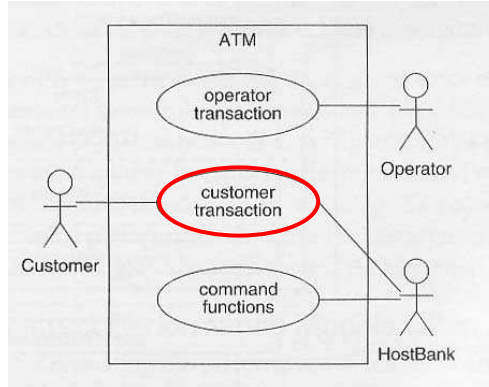 ATM
operator
transaction
Operator
customer
transaction
Customer
command
functions
HostBank